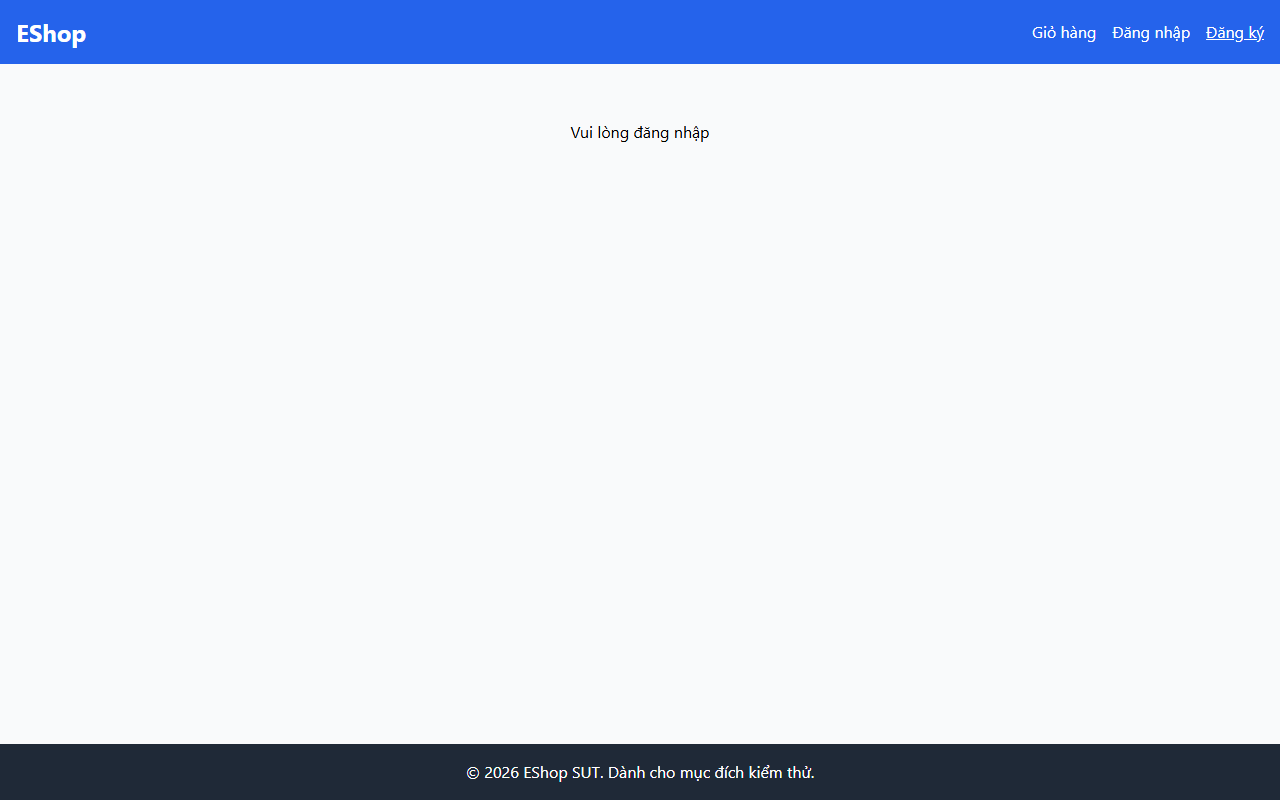 EShop
Giỏ hàng Đăng nhập Đăng ký
Vui lòng đăng nhập
© 2026 EShop SUT. Dành cho mục đích kiểm thử.